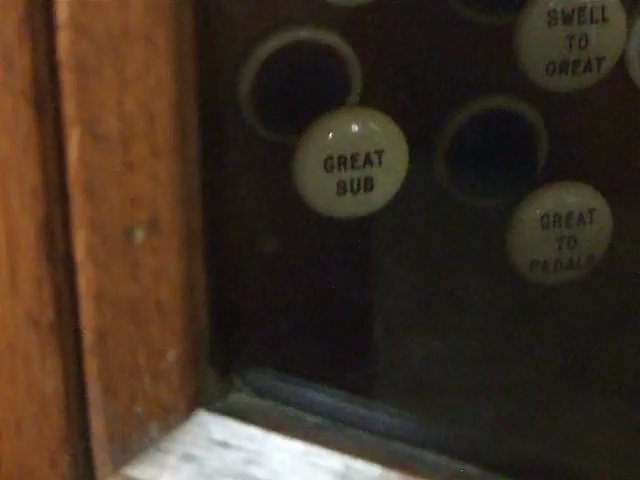 SWELL
TO
GREAT
GREAT
SUB
GREAT
TO
PEDALS